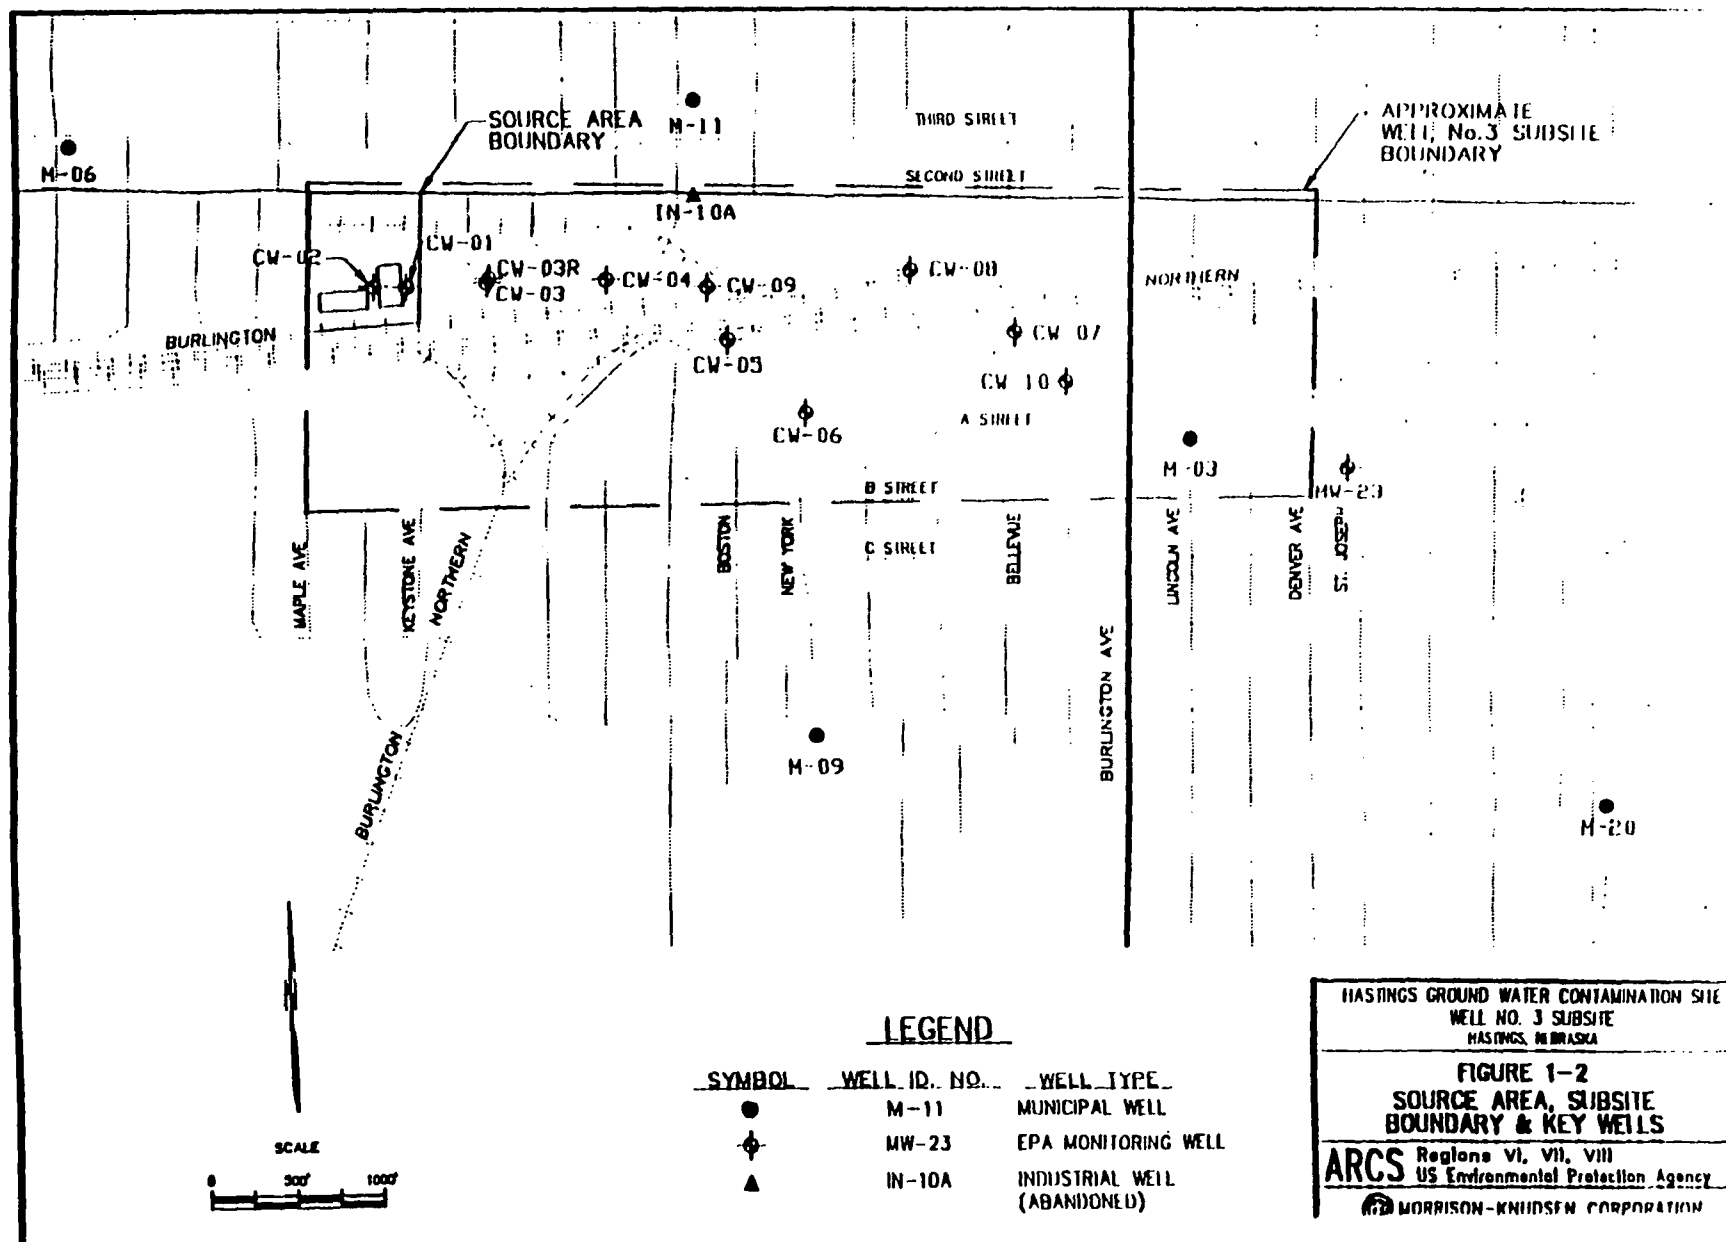 SOURCE AREA
BOUNDARY
M-11
THIRD STREET
APPROXIMATE
WELL, No.3 SUBSITE
BOUNDARY
M-06
SECOND STREET
IN-10A
CW-01
CW-02
CW-03R
CW-03
CW-04
CW-09
CW-08
NORTHERN
BURLINGTON
CW-05
CW 07
CW 10
A STREET
CW-06
M-03
MW-23
B STREET
C STREET
MAPLE AVE
KEYSTONE AVE
NORTHERN
BURLINGTON
BOSTON
NEW YORK
BELLEVUE
BURLINGTON AVE
LINCOLN AVE
DENVER AVE
M-09
M-20
N
SCALE
0 500' 1000'
LEGEND
SYMBOL WELL ID. NO. WELL TYPE
M-11 MUNICIPAL WELL
MW-23 EPA MONITORING WELL
IN-10A INDUSTRIAL WELL
(ABANDONED)
HASTINGS GROUND WATER CONTAMINATION SITE
WELL NO. 3 SUBSITE
HASTINGS, NEBRASKA
FIGURE 1-2
SOURCE AREA, SUBSITE
BOUNDARY & KEY WELLS
ARCS Regions VI, VII, VIII
US Environmental Protection Agency
MORRISON-KNUDSEN CORPORATION